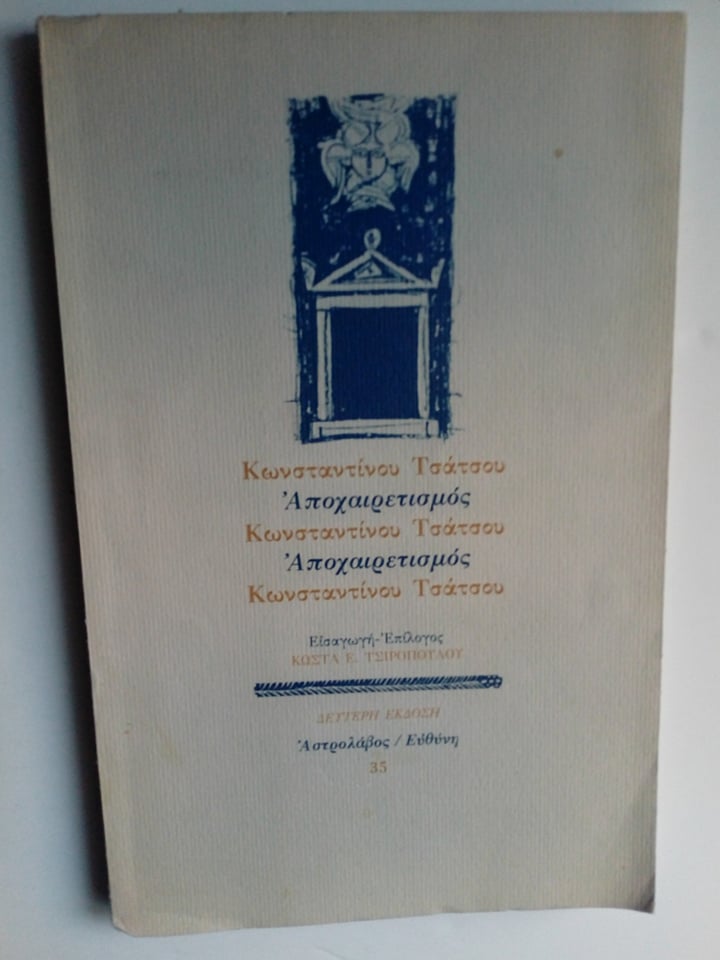 Κωνσταντίνου Τσάτσου
Ἀποχαιρετισμός
Κωνσταντίνου Τσάτσου
Ἀποχαιρετισμός
Κωνσταντίνου Τσάτσου
Εἰσαγωγή-Ἐπίλογος
ΚΩΣΤΑ Ε. ΤΣΙΡΟΠΟΥΛΟΥ
ΔΕΥΤΕΡΗ ΕΚΔΟΣΗ
Ἀστρολάβος / Εὐθύνη
35